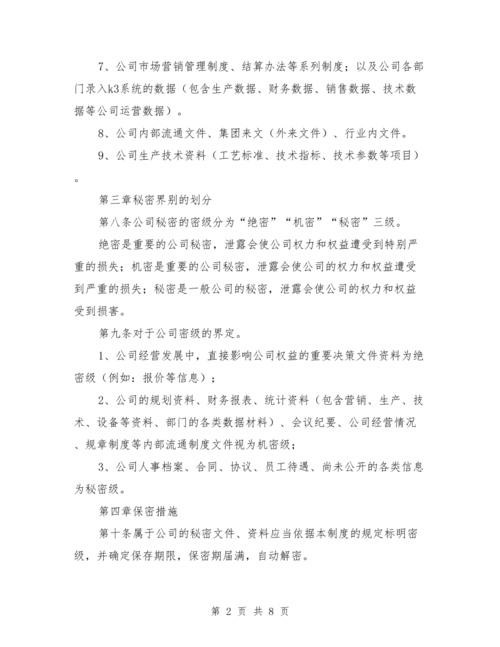 7、公司市场营销管理制度、结算办法等系列制度；以及公司各部
门录入k3系统的数据（包含生产数据、财务数据、销售数据、技术数
据等公司运营数据）。
8、公司内部流通文件、集团来文（外来文件）、行业内文件。
9、公司生产技术资料（工艺标准、技术指标、技术参数等项目）
。
第三章秘密界别的划分
第八条公司秘密的密级分为“绝密”“机密”“秘密”三级。
绝密是重要的公司秘密，泄露会使公司权力和权益遭受到特别严
重的损失；机密是重要的公司秘密，泄露会使公司的权力和权益遭受
到严重的损失；秘密是一般公司的秘密，泄露会使公司的权力和权益
受到损害。
第九条对于公司密级的界定。
1、公司经营发展中，直接影响公司权益的重要决策文件资料为绝
密级（例如：报价等信息）；
2、公司的规划资料、财务报表、统计资料（包含营销、生产、技
术、设备等资料、部门的各类数据材料）、会议纪要、公司经营情况
、规章制度等内部流通制度文件视为机密级；
3、公司人事档案、合同、协议、员工待遇、尚未公开的各类信息
为秘密级。
第四章保密措施
第十条属于公司的秘密文件、资料应当依据本制度的规定标明密
级，并确定保存期限，保密期届满，自动解密。
第 2 页 共 8 页